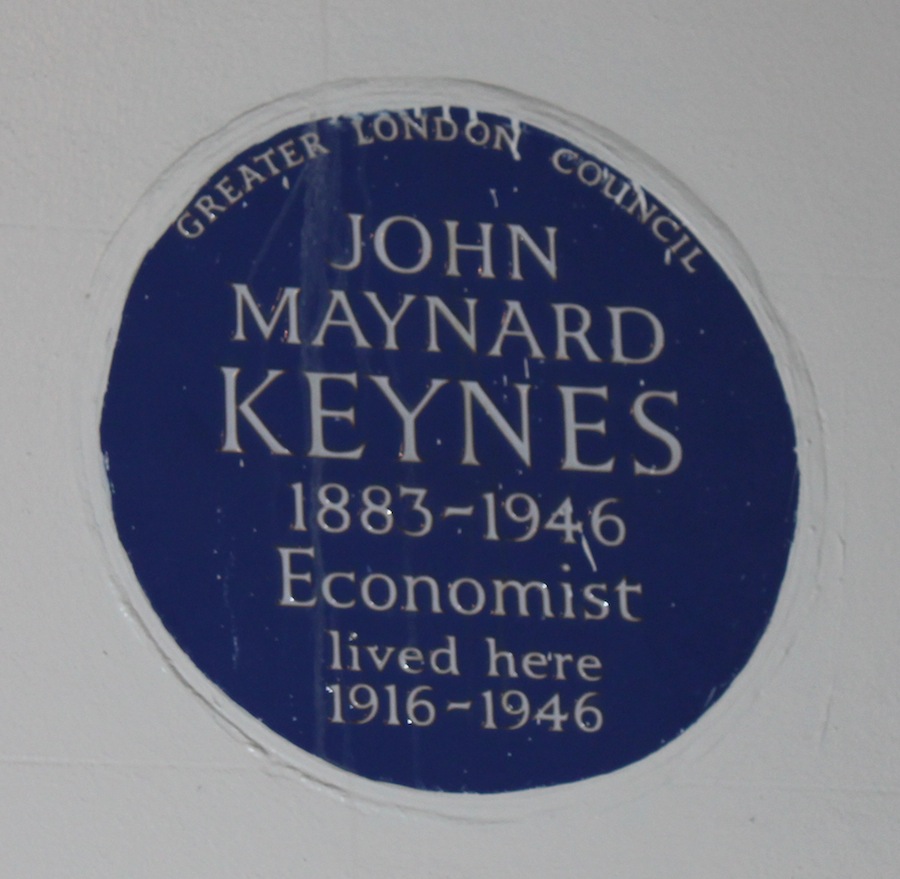 GREATER LONDON COUNCIL
JOHN
MAYNARD
KEYNES
1883-1946
Economist
lived here
1916-1946